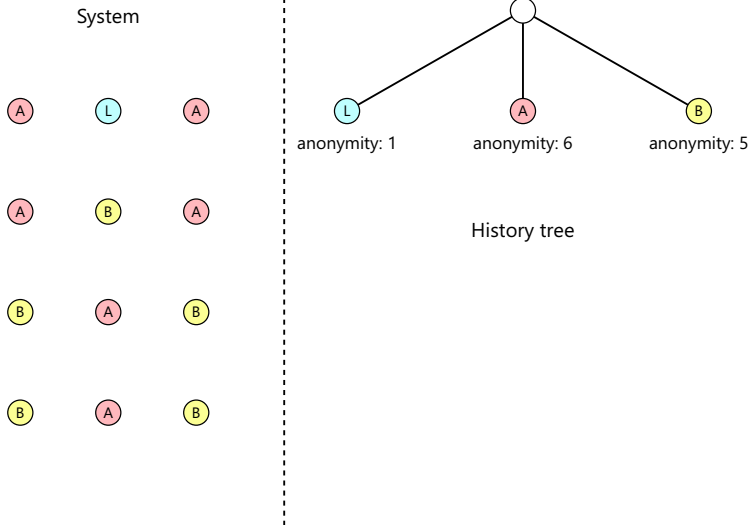 System
A L A
A B A
B A B
B A B
L A B
anonymity: 1 anonymity: 6 anonymity: 5
History tree